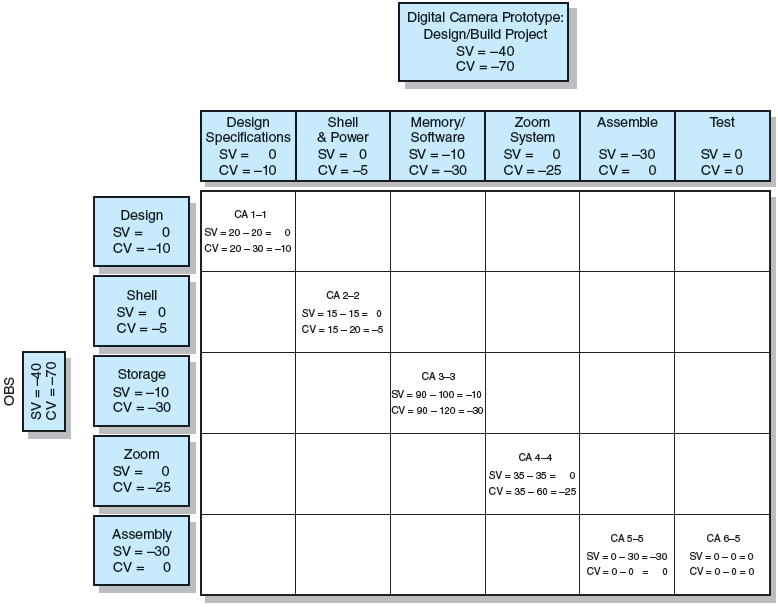 Digital Camera Prototype:
Design/Build Project
SV = –40
CV = –70
Design
Specifications
SV = 0
CV = –10
Shell
& Power
SV = 0
CV = –5
Memory/
Software
SV = –10
CV = –30
Zoom
System
SV = 0
CV = –25
Assemble
SV = –30
CV = 0
Test
SV = 0
CV = 0
OBS
SV = –40
CV = –70
Design
SV = 0
CV = –10
CA 1–1
SV = 20 – 20 = 0
CV = 20 – 30 = –10
Shell
SV = 0
CV = –5
CA 2–2
SV = 15 – 15 = 0
CV = 15 – 20 = –5
Storage
SV = –10
CV = –30
CA 3–3
SV = 90 – 100 = –10
CV = 90 – 120 = –30
Zoom
SV = 0
CV = –25
CA 4–4
SV = 35 – 35 = 0
CV = 35 – 60 = –25
Assembly
SV = –30
CV = 0
CA 5–5
SV = 0 – 30 = –30
CV = 0 – 0 = 0
CA 6–5
SV = 0 – 0 = 0
CV = 0 – 0 = 0